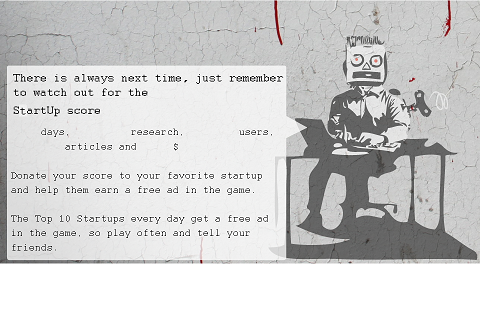 There is always next time, just remember
to watch out for the
StartUp score
days, research, users,
articles and $
Donate your score to your favorite startup
and help them earn a free ad in the game.
The Top 10 Startups every day get a free ad
in the game, so play often and tell your
friends.